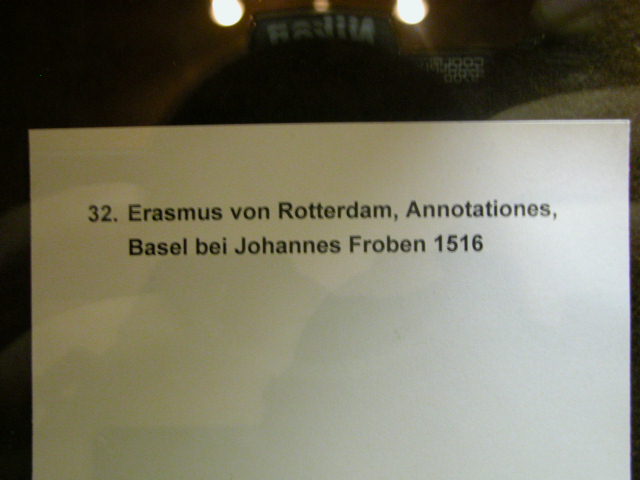 32. Erasmus von Rotterdam, Annotationes,
Basel bei Johannes Froben 1516